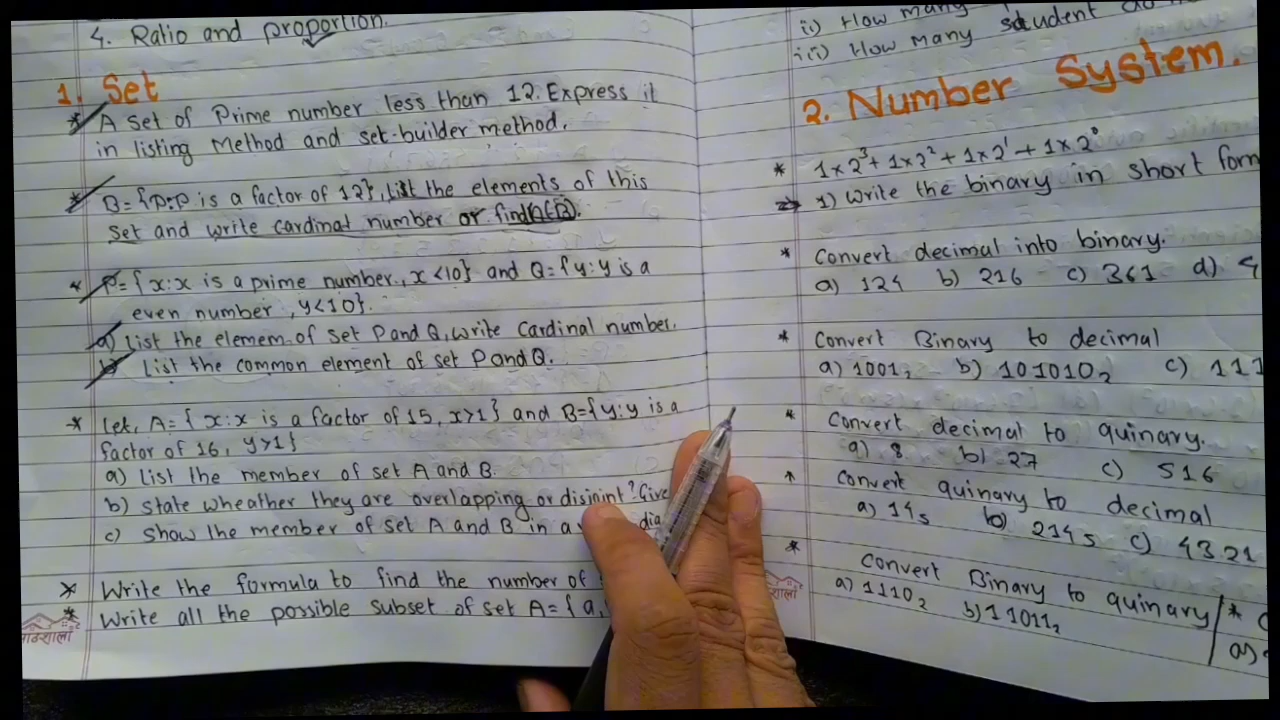 4. Ratio and proportion.
1. Set
* A set of Prime number less than 12. Express it
in listing Method and set-builder method.
* B={P:P is a factor of 12}, List the elements of this
set and write cardinal number or find n(B).
* P={x:x is a prime number, x<10} and Q={y:y is a
even number, y<10}.
a) List the elemem of set P and Q, write cardinal number.
b) List the common element of set P and Q.
* Let, A={x:x is a factor of 15, x>1} and B={y:y is a
factor of 16, y>1}
a) List the member of set A and B.
b) state wheather they are overlapping or disjoint? Give
c) show the member of set A and B in a dia
* Write the formula to find the number of
* Write all the possible subset of set A={a,
पाठशाला
ii) How many
iii) How many student do
2. Number System.
* 1×2³+1×2²+1×2¹+1×2⁰
1) Write the binary in short form
* Convert decimal into binary.
a) 124 b) 216 c) 361 d) 4
* Convert Binary to decimal
a) 1001₂ b) 101010₂ c) 111
* Convert decimal to quinary.
a) 8 b) 27 c) 516
* Convert quinary to decimal
a) 14₅ b) 214₅ c) 4321
* Convert Binary to quinary / *
a) 1110₂ b) 11011₂ a)